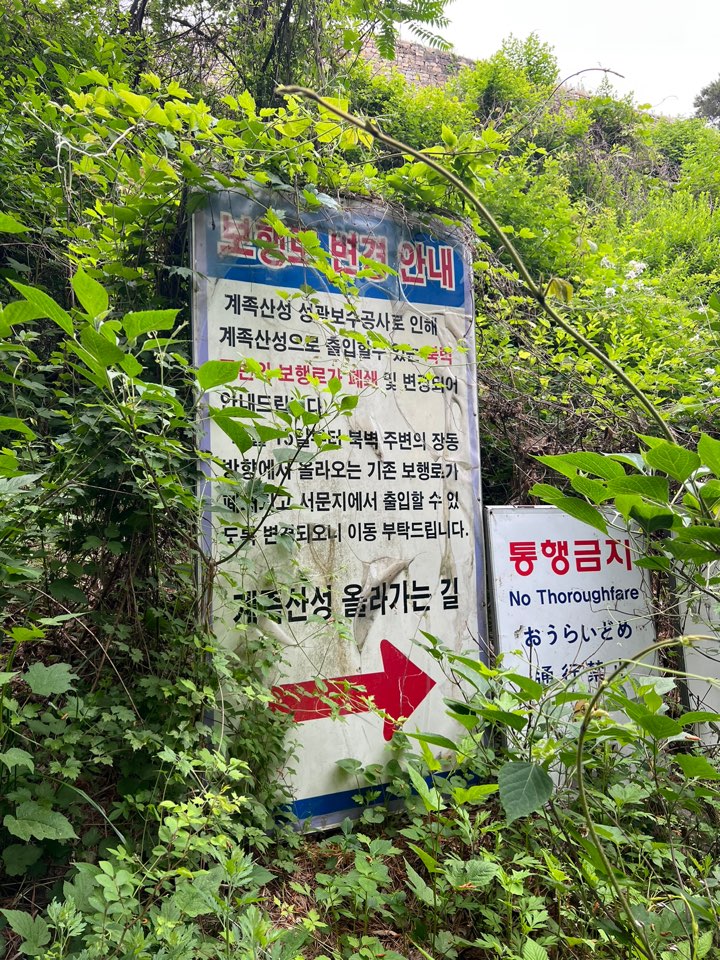 보행로 변경 안내
계족산성 성곽보수공사로 인해
계족산성으로 출입할수 있는 북벽
보행로가 폐쇄 및 변경되어
안내드립니다.
북벽 주변의 장동
방향에서 올라오는 기존 보행로가
서문지에서 출입할 수 있
도록 변경되오니 이동 부탁드립니다.
계족산성 올라가는 길
통행금지
No Thoroughfare
おうらいどめ
通行禁